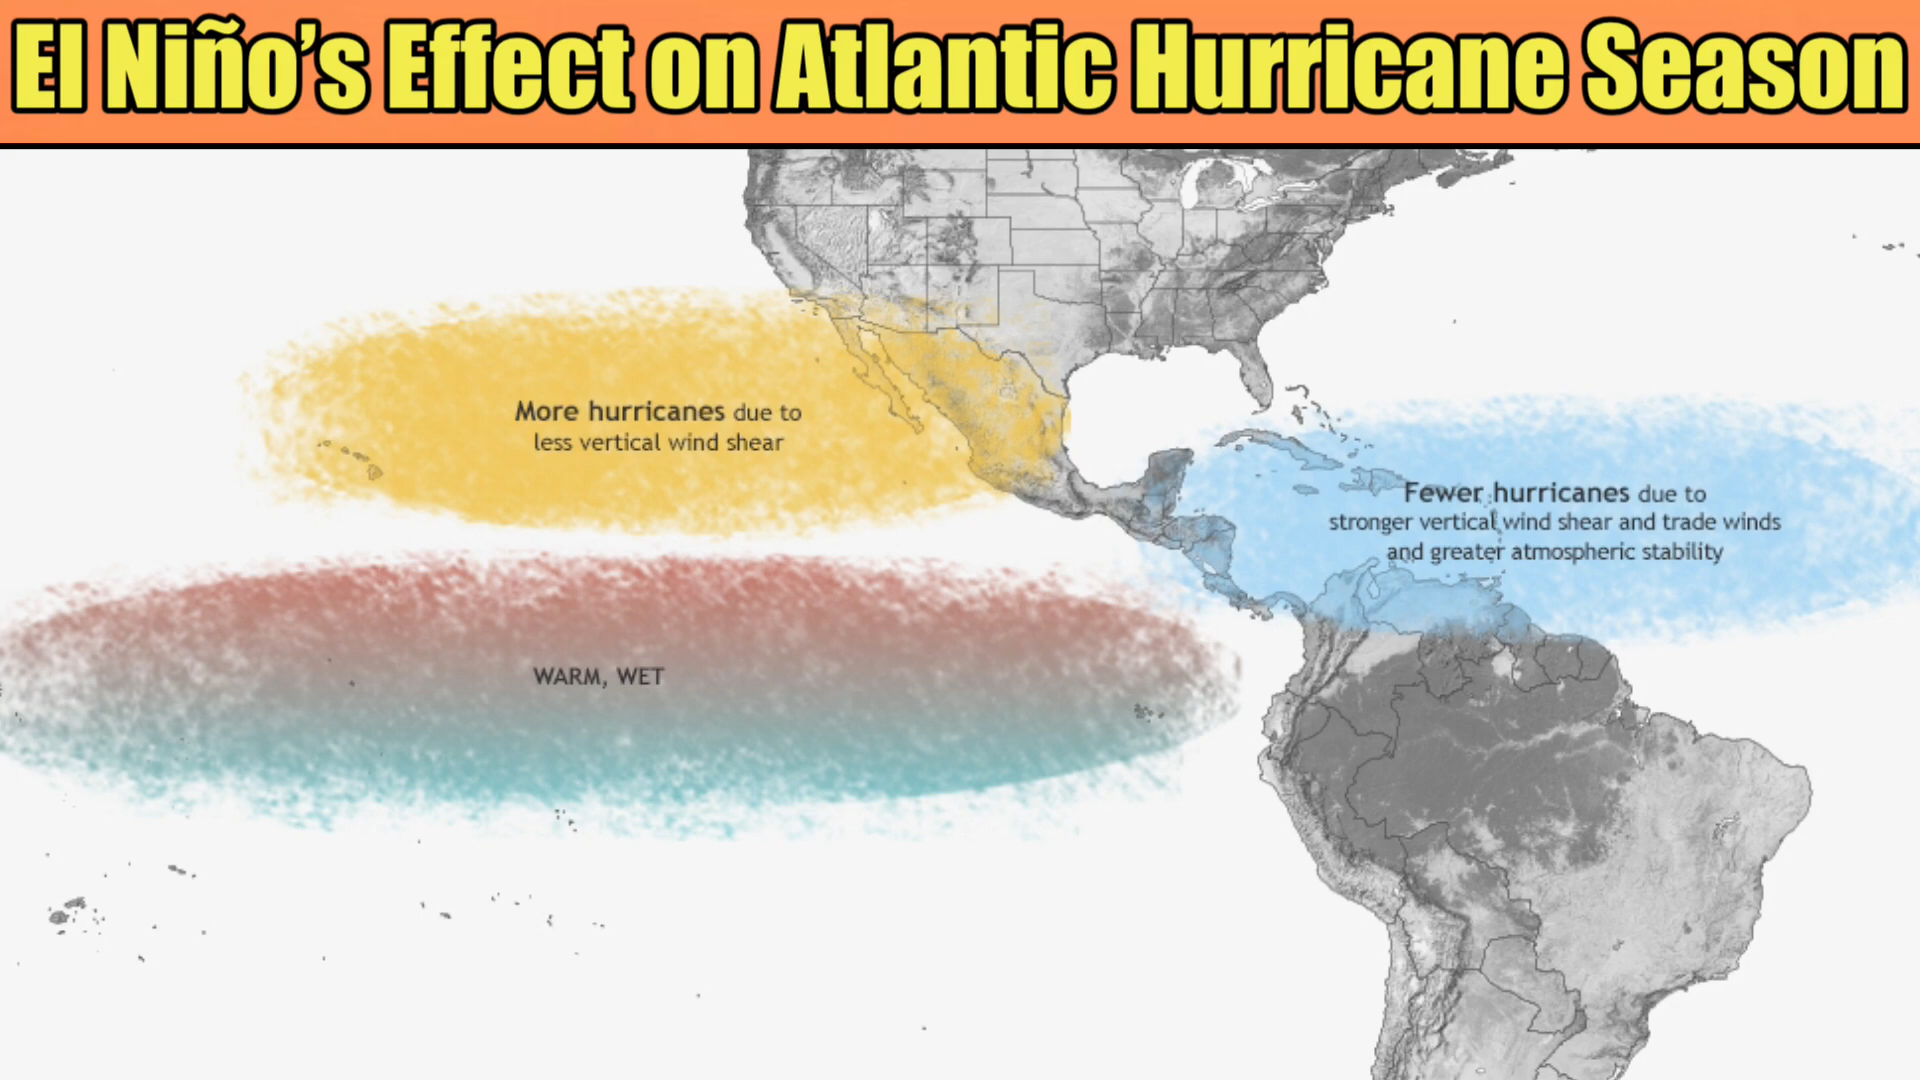 El Niño's Effect on Atlantic Hurricane Season
More hurricanes due to
less vertical wind shear
Fewer hurricanes due to
stronger vertical wind shear and trade winds
and greater atmospheric stability
WARM, WET